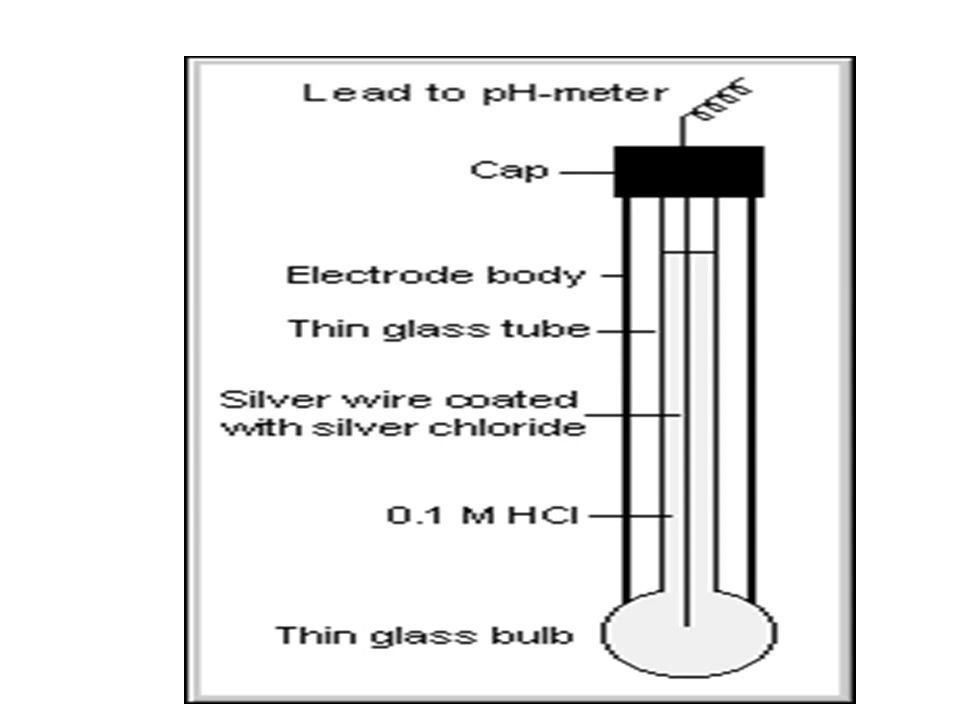 Lead to pH-meter
Cap
Electrode body
Thin glass tube
Silver wire coated
with silver chloride
0.1 M HCl
Thin glass bulb